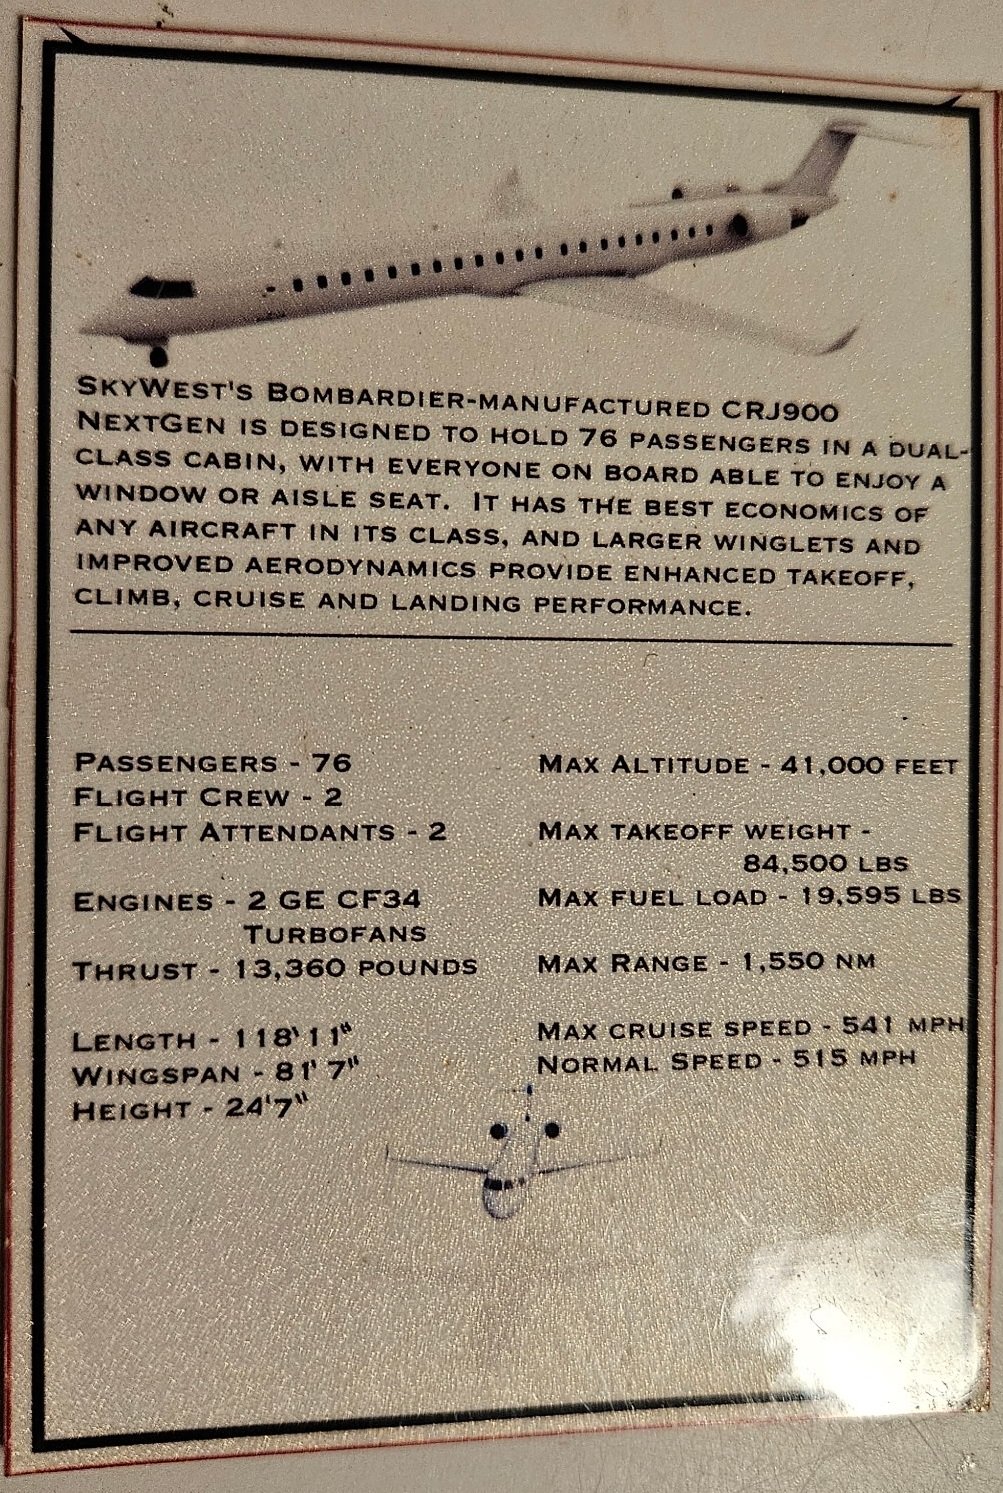 SkyWest's Bombardier-manufactured CRJ900
NextGen is designed to hold 76 passengers in a dual-
class cabin, with everyone on board able to enjoy a
window or aisle seat. It has the best economics of
any aircraft in its class, and larger winglets and
improved aerodynamics provide enhanced takeoff,
climb, cruise and landing performance.
Passengers - 76
Flight Crew - 2
Flight Attendants - 2
Engines - 2 GE CF34
Turbofans
Thrust - 13,360 pounds
Length - 118'11"
Wingspan - 81'7"
Height - 24'7"
Max Altitude - 41,000 feet
Max takeoff weight -
84,500 lbs
Max fuel load - 19,595 lbs
Max Range - 1,550 nm
Max cruise speed - 541 mph
Normal Speed - 515 mph